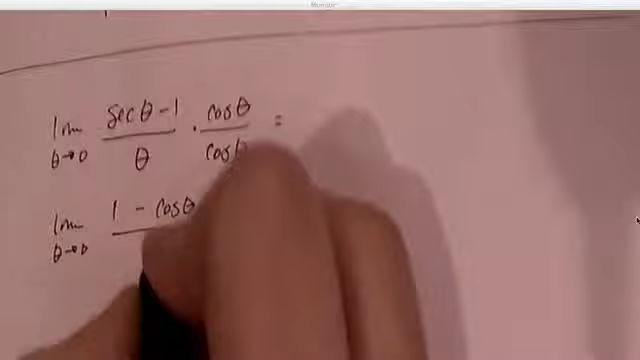 lim sec θ - 1 / θ · cos θ / cos θ =
θ→0
lim 1 - cos θ
θ→0